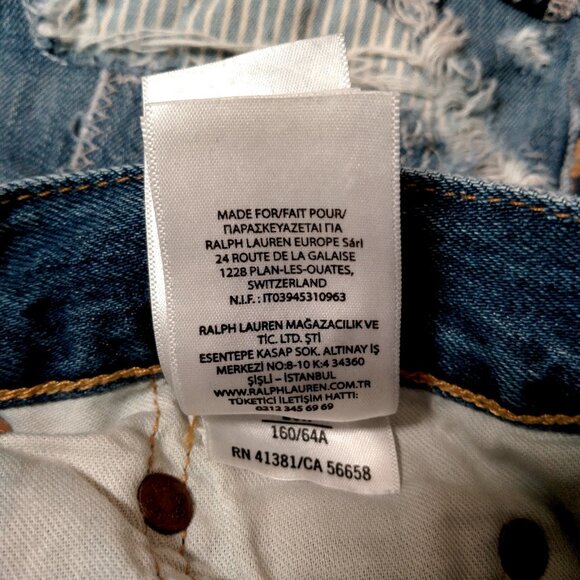 MADE FOR/FAIT POUR/
ΠΑΡΑΣΚΕΥΑΖΕΤΑΙ ΓΙΑ
RALPH LAUREN EUROPE Sárl
24 ROUTE DE LA GALAISE
1228 PLAN-LES-OUATES,
SWITZERLAND
N.I.F. : IT03945310963
RALPH LAUREN MAĞAZACILIK VE
TİC. LTD. ŞTİ
ESENTEPE KASAP SOK. ALTINAY İŞ
MERKEZİ NO:8-10 K:4 34360
ŞİŞLİ – İSTANBUL
WWW.RALPHLAUREN.COM.TR
TÜKETİCİ İLETİŞİM HATTI:
0212 345 69 69
160/64A
RN 41381/CA 56658